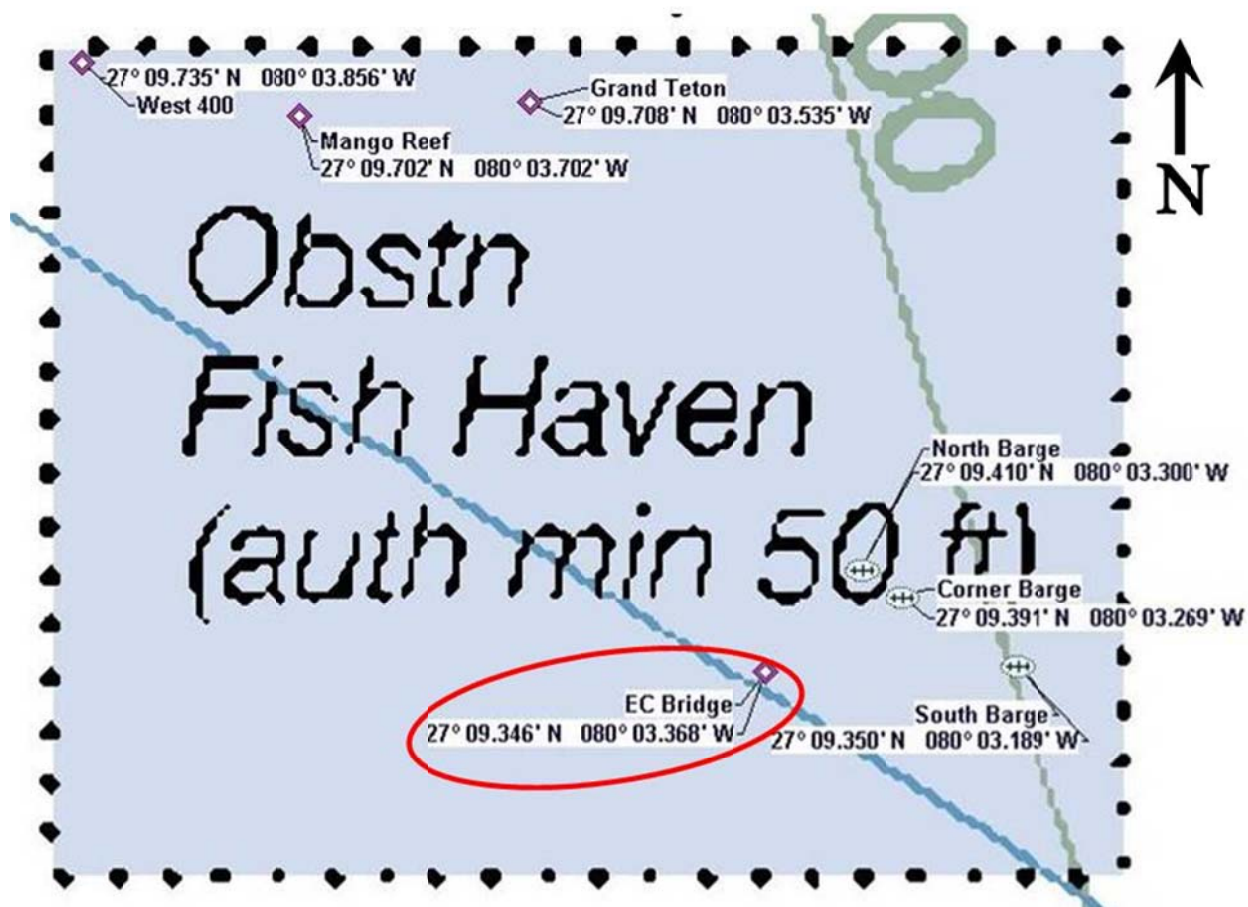 27° 09.735' N 080° 03.856' W
West 400
Grand Teton
27° 09.708' N 080° 03.535' W
Mango Reef
27° 09.702' N 080° 03.702' W
N
Obstn
Fish Haven
(auth min 50 ft)
North Barge
27° 09.410' N 080° 03.300' W
Corner Barge
27° 09.391' N 080° 03.269' W
EC Bridge
27° 09.346' N 080° 03.368' W
South Barge
27° 09.350' N 080° 03.189' W